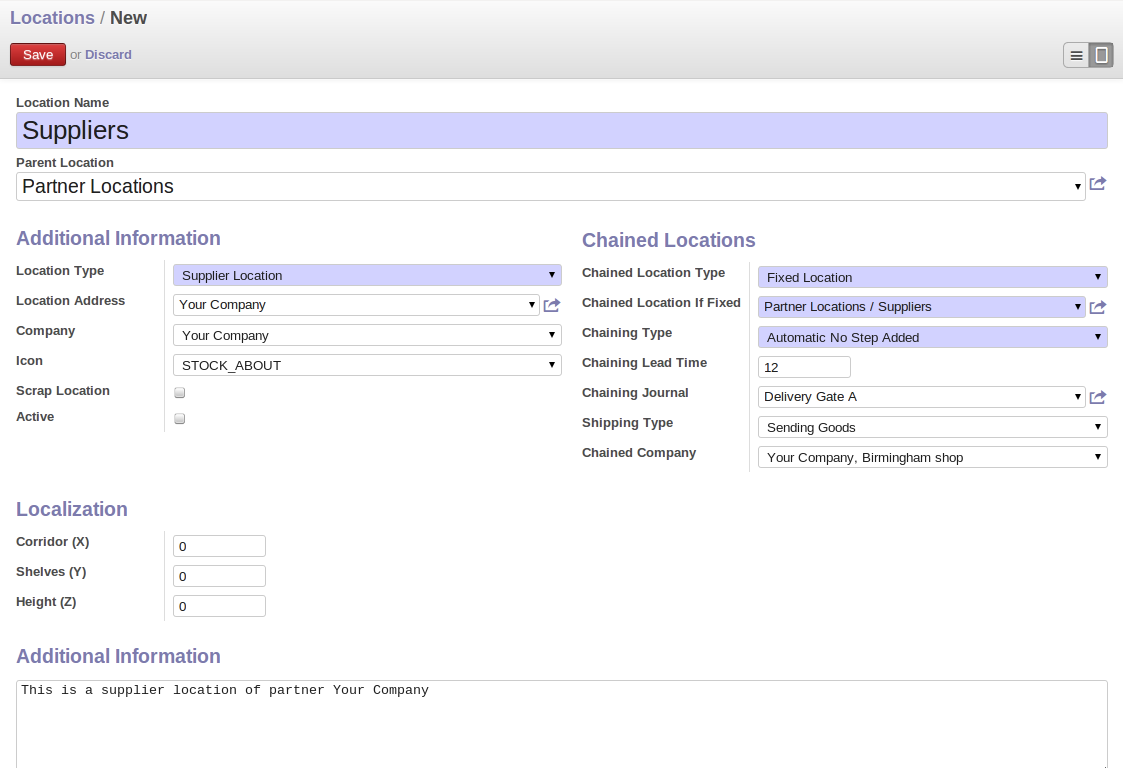 Locations / New
Save or Discard
Location Name
Suppliers
Parent Location
Partner Locations
Additional Information
Location Type Supplier Location
Location Address Your Company
Company Your Company
Icon STOCK_ABOUT
Scrap Location
Active
Chained Locations
Chained Location Type Fixed Location
Chained Location If Fixed Partner Locations / Suppliers
Chaining Type Automatic No Step Added
Chaining Lead Time 12
Chaining Journal Delivery Gate A
Shipping Type Sending Goods
Chained Company Your Company, Birmingham shop
Localization
Corridor (X) 0
Shelves (Y) 0
Height (Z) 0
Additional Information
This is a supplier location of partner Your Company